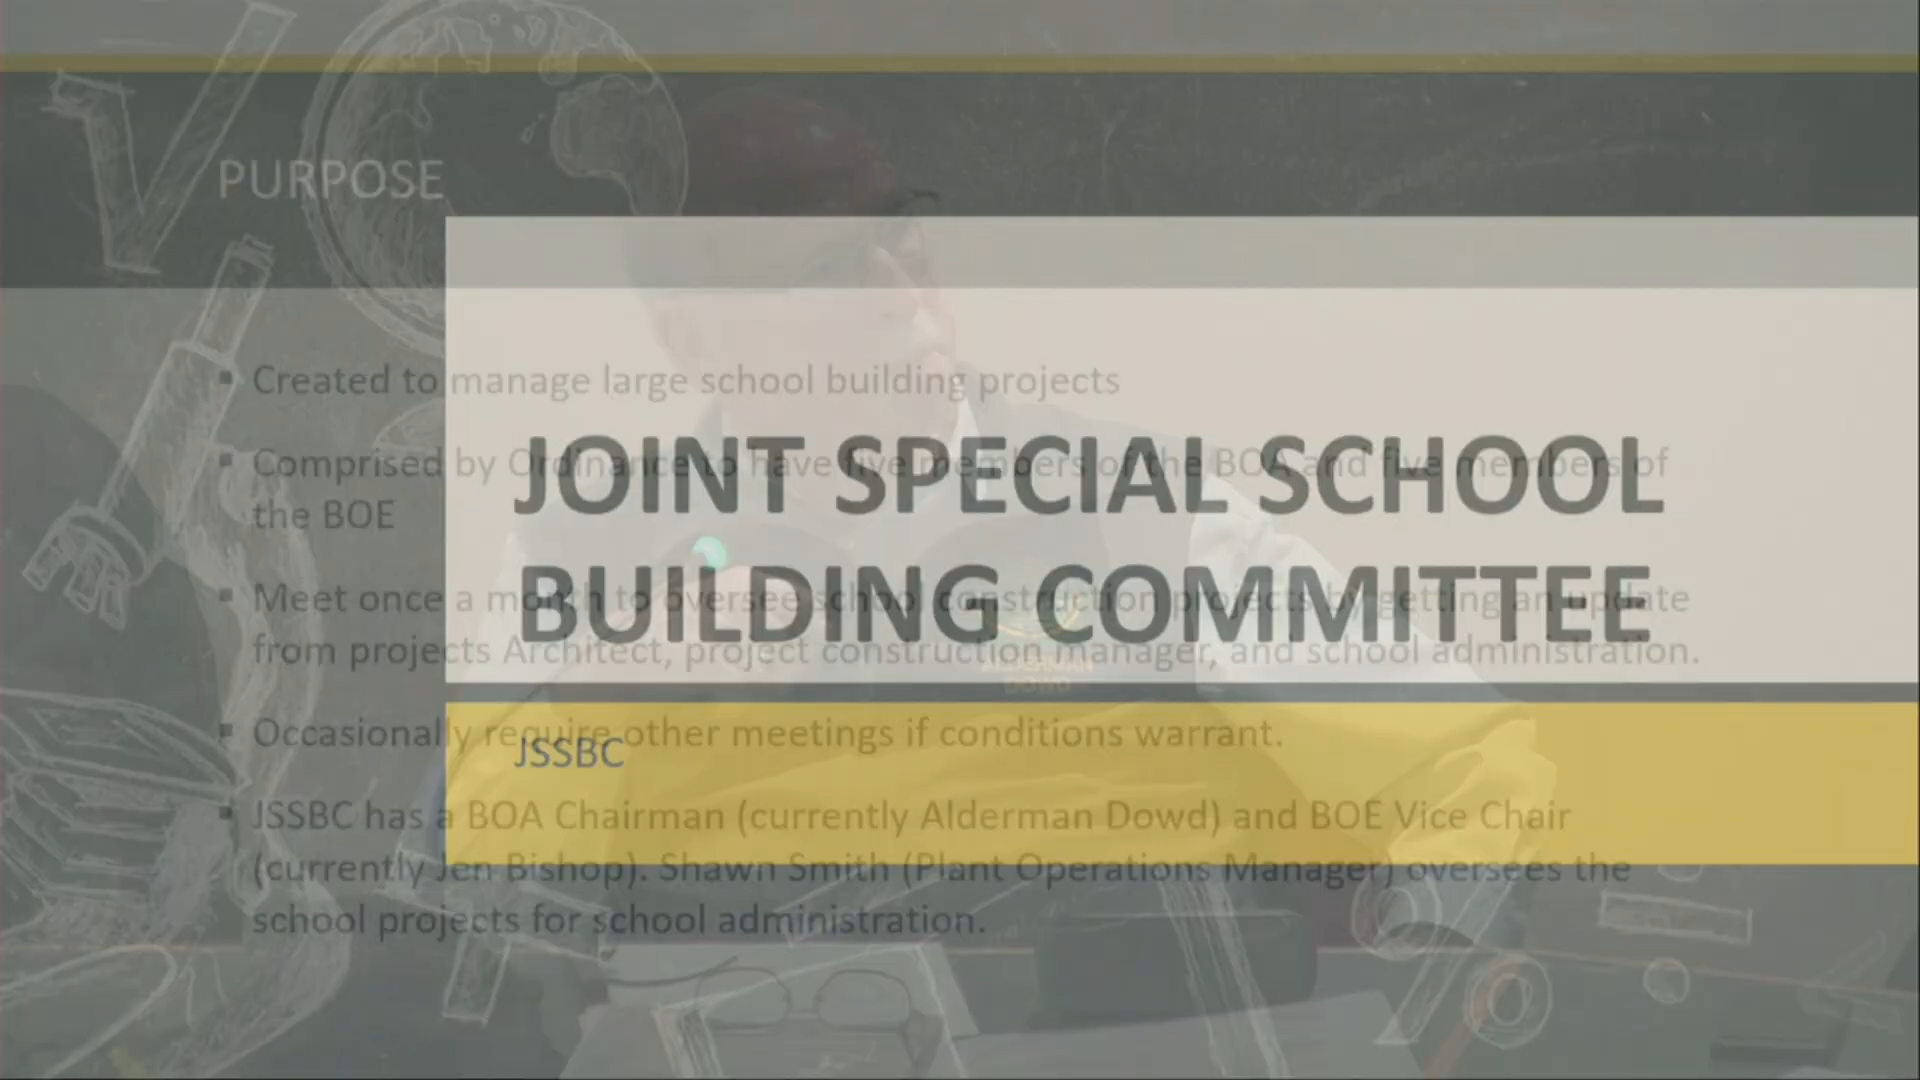 PURPOSE
Created to manage large school building projects
JOINT SPECIAL SCHOOL
Comprised by Ordinance to have five members of the BOA and five members of
the BOE
BUILDING COMMITTEE
Meet once a month to oversee school construction projects by getting an update
from projects Architect, project construction manager, and school administration.
ALDERMAN
DOWD
Occasionally require other meetings if conditions warrant.
JSSBC
JSSBC has a BOA Chairman (currently Alderman Dowd) and BOE Vice Chair
(currently Jen Bishop). Shawn Smith (Plant Operations Manager) oversees the
school projects for school administration.